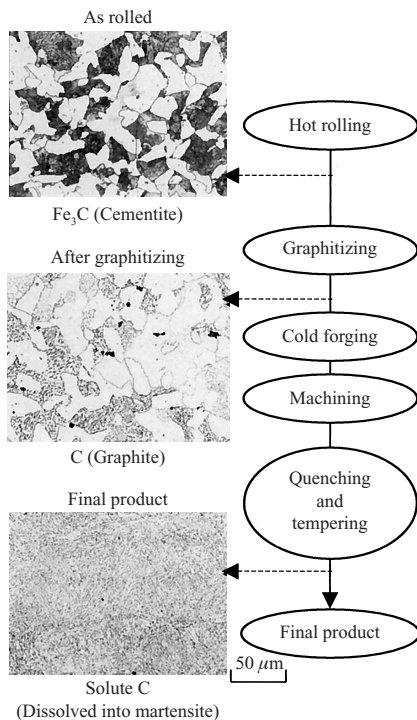 As rolled
Fe₃C (Cementite)
After graphitizing
C (Graphite)
Final product
Solute C
(Dissolved into martensite)
Hot rolling
Graphitizing
Cold forging
Machining
Quenching
and
tempering
Final product
50 μm